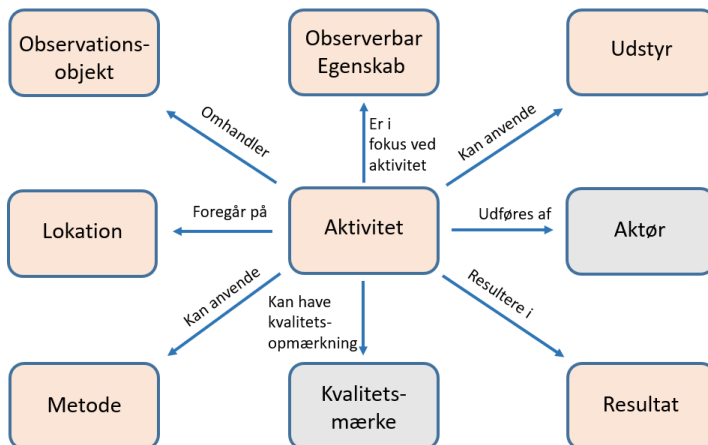 Observations-
objekt
Observerbar
Egenskab
Udstyr
Omhandler
Er i
fokus ved
aktivitet
Kan anvende
Lokation
Foregår på
Aktivitet
Udføres af
Aktør
Kan anvende
Kan have
kvalitets-
opmærkning
Resultere i
Metode
Kvalitets-
mærke
Resultat